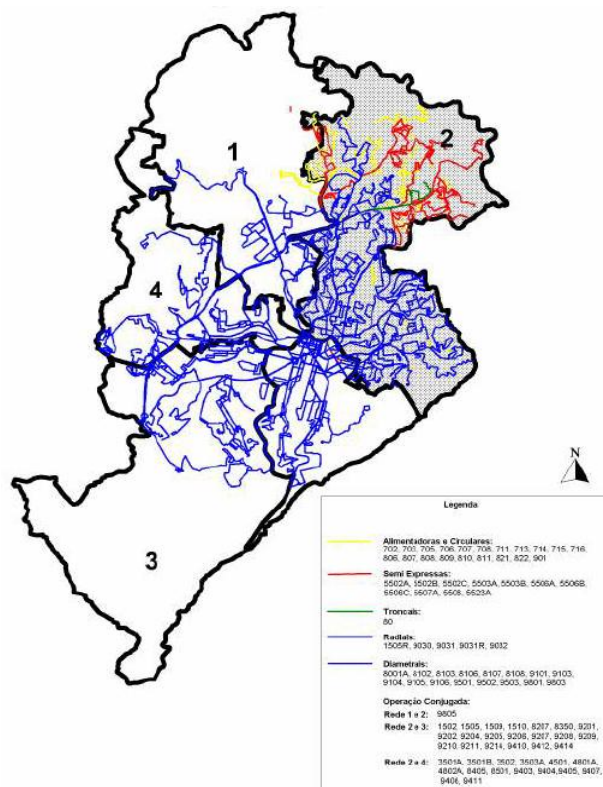 1
2
4
3
N
Legenda
Alimentadoras e Circulares:
702, 703, 705, 706, 707, 708, 711, 713, 714, 715, 716,
806, 807, 808, 809, 810, 811, 821, 822, 901
Semi Expressas:
5502A, 5502B, 5502C, 5503A, 5503B, 5506A, 5506B,
5506C, 5507A, 5508, 5523A
Troncais:
80
Radiais:
1505R, 9030, 9031, 9031R, 9032
Diametrais:
8001A, 8102, 8103, 8106, 8107, 8108, 9101, 9103,
9104, 9105, 9106, 9501, 9502, 9503, 9801, 9803
Operação Conjugada:
Rede 1 e 2: 9805
Rede 2 e 3: 1502, 1505, 1509, 1510, 8207, 8350, 9201,
9202, 9204, 9205, 9206, 9207, 9208, 9209,
9210, 9211, 9214, 9410, 9412, 9414
Rede 2 e 4: 3501A, 3501B, 3502, 3503A, 4501, 4801A,
4802A, 8405, 8501, 9403, 9404, 9405, 9407,
9408, 9411